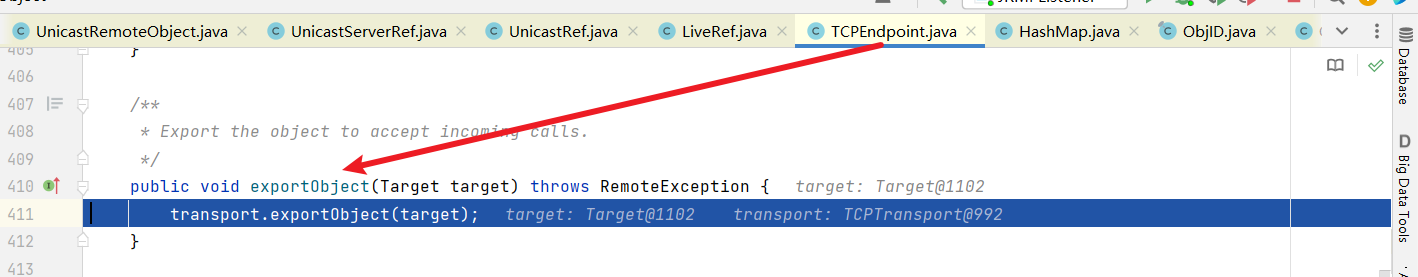 JRMP Listener
UnicastRemoteObject.java UnicastServerRef.java UnicastRef.java LiveRef.java TCPEndpoint.java HashMap.java ObjID.java
405 }
406
407 /**
408 * Export the object to accept incoming calls.
409 */
410 public void exportObject(Target target) throws RemoteException { target: Target@1102
411 transport.exportObject(target); target: Target@1102 transport: TCPTransport@992
412 }
413
Database
Big Data Tools